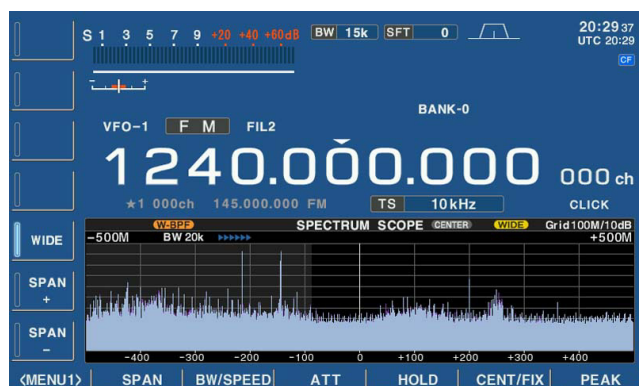 S 1 3 5 7 9 +20 +40 +60dB BW 15k SFT 0 20:29 37
UTC 20:29
CF
- +
BANK-0
VFO-1 FM FIL2
1240.000.000 000 ch
★1 000ch 145.000.000 FM TS 10kHz CLICK
W-BPF SPECTRUM SCOPE CENTER WIDE Grid100M/10dB
WIDE -500M BW 20k ▸▸▸▸▸▸ +500M
SPAN
+
SPAN
-
-400 -300 -200 -100 0 +100 +200 +300 +400
<MENU1> SPAN BW/SPEED ATT HOLD CENT/FIX PEAK